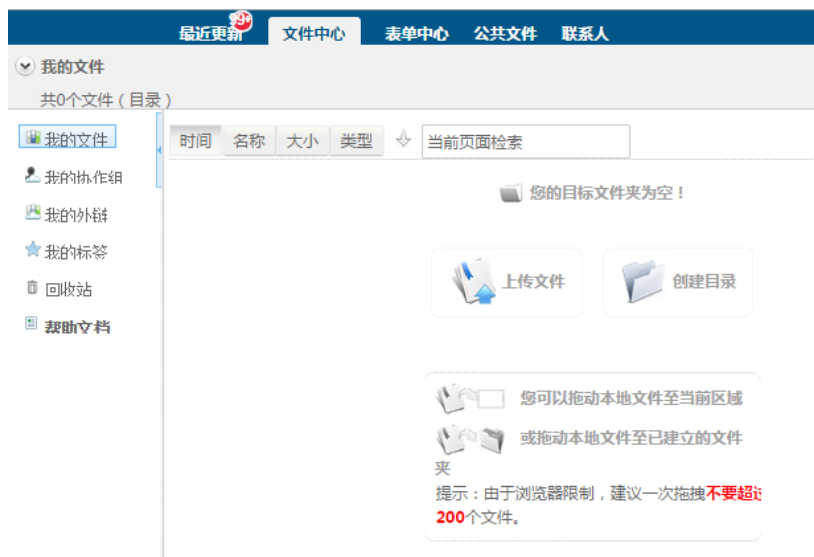 99+
最近更新 文件中心 表单中心 公共文件 联系人
我的文件
共0个文件(目录)
我的文件
我的协作组
我的外链
我的标签
回收站
帮助文档
时间 名称 大小 类型 当前页面检索
您的目标文件夹为空!
上传文件 创建目录
您可以拖动本地文件至当前区域
或拖动本地文件至已建立的文件
夹
提示:由于浏览器限制,建议一次拖拽不要超过
200个文件。